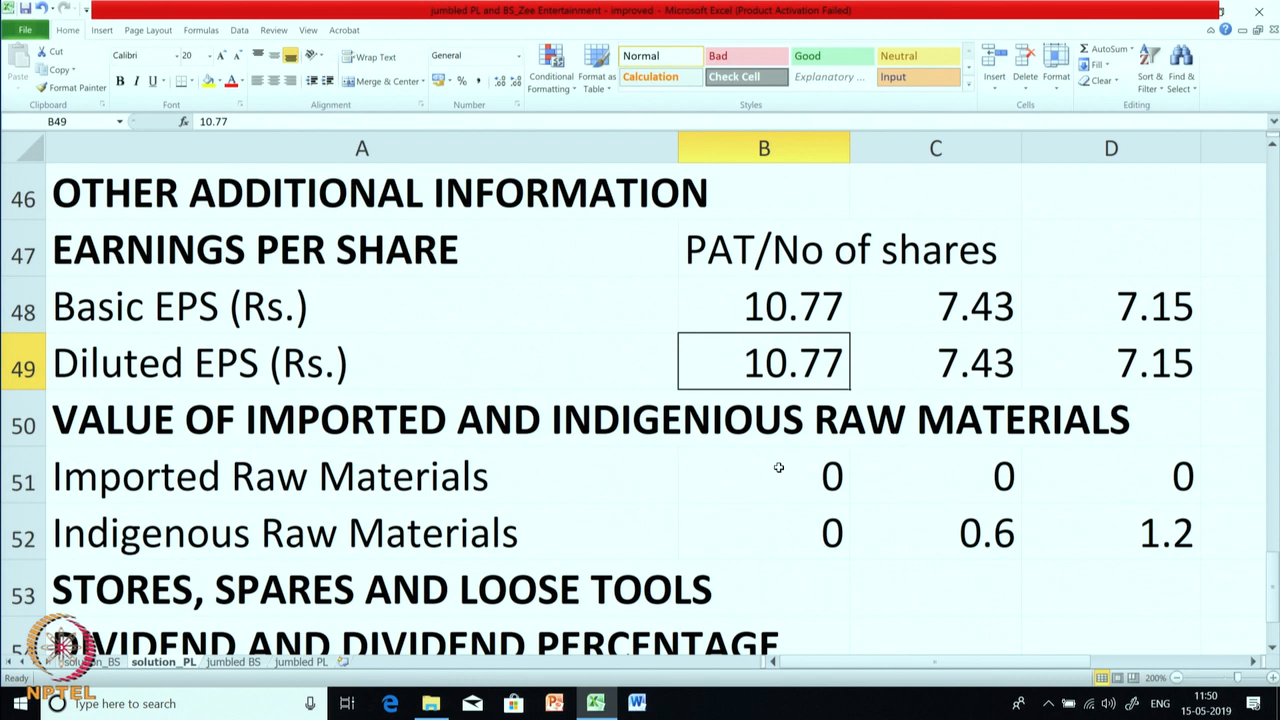 jumbled PL and BS_Zee Entertainment - improved - Microsoft Excel (Product Activation Failed)
File Home Insert Page Layout Formulas Data Review View Acrobat
Paste Cut Copy Format Painter Clipboard
Calibri 20 B I U Font
Wrap Text Merge & Center Alignment
General % Number
Conditional Formatting Format as Table
Normal Bad Good Neutral
Calculation Check Cell Explanatory ... Input
Styles
Insert Delete Format Cells
AutoSum Fill Clear Sort & Filter Find & Select Editing
B49 fx 10.77
A B C D
46 OTHER ADDITIONAL INFORMATION
47 EARNINGS PER SHARE PAT/No of shares
48 Basic EPS (Rs.) 10.77 7.43 7.15
49 Diluted EPS (Rs.) 10.77 7.43 7.15
50 VALUE OF IMPORTED AND INDIGENIOUS RAW MATERIALS
51 Imported Raw Materials 0 0 0
52 Indigenous Raw Materials 0 0.6 1.2
53 STORES, SPARES AND LOOSE TOOLS
DIVIDEND AND DIVIDEND PERCENTAGE
solution_BS solution_PL jumbled BS jumbled PL
Ready 200%
NPTEL
Type here to search
ENG 11:50
15-05-2019